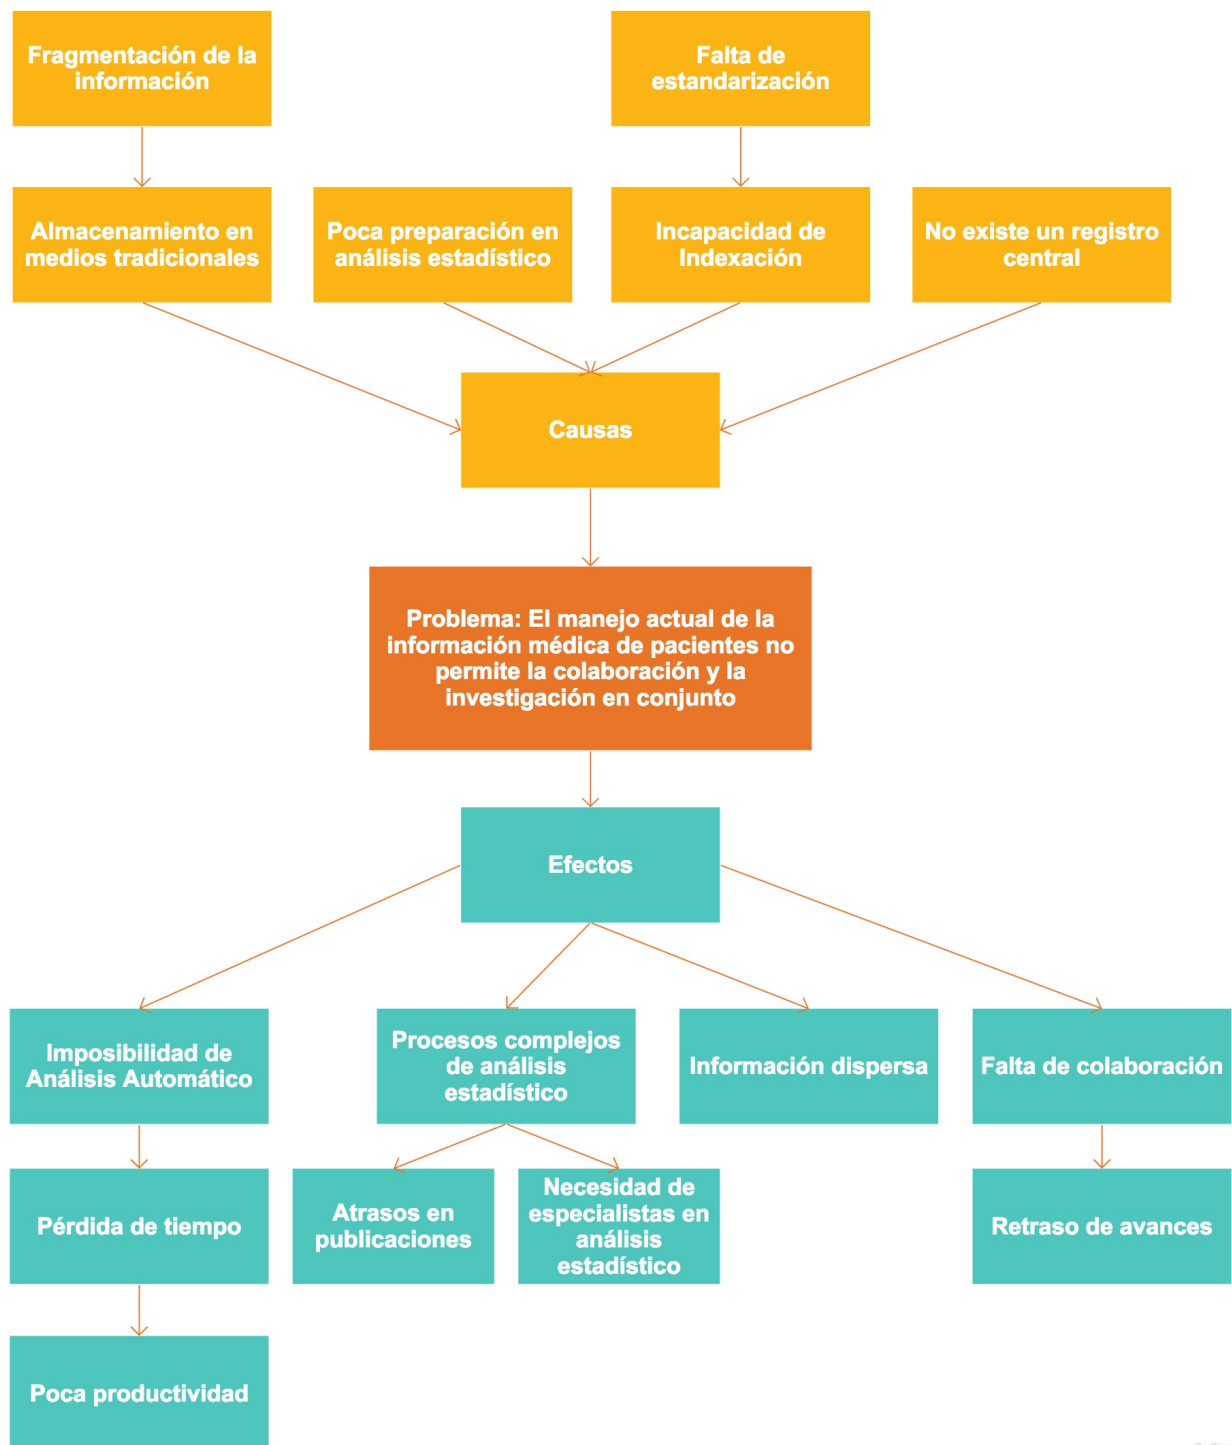 Fragmentación de la
información
Falta de
estandarización
Almacenamiento en
medios tradicionales
Poca preparación en
análisis estadístico
Incapacidad de
Indexación
No existe un registro
central
Causas
Problema: El manejo actual de la
información médica de pacientes no
permite la colaboración y la
investigación en conjunto
Efectos
Imposibilidad de
Análisis Automático
Procesos complejos
de análisis
estadístico
Información dispersa
Falta de colaboración
Pérdida de tiempo
Atrasos en
publicaciones
Necesidad de
especialistas en
análisis
estadístico
Retraso de avances
Poca productividad